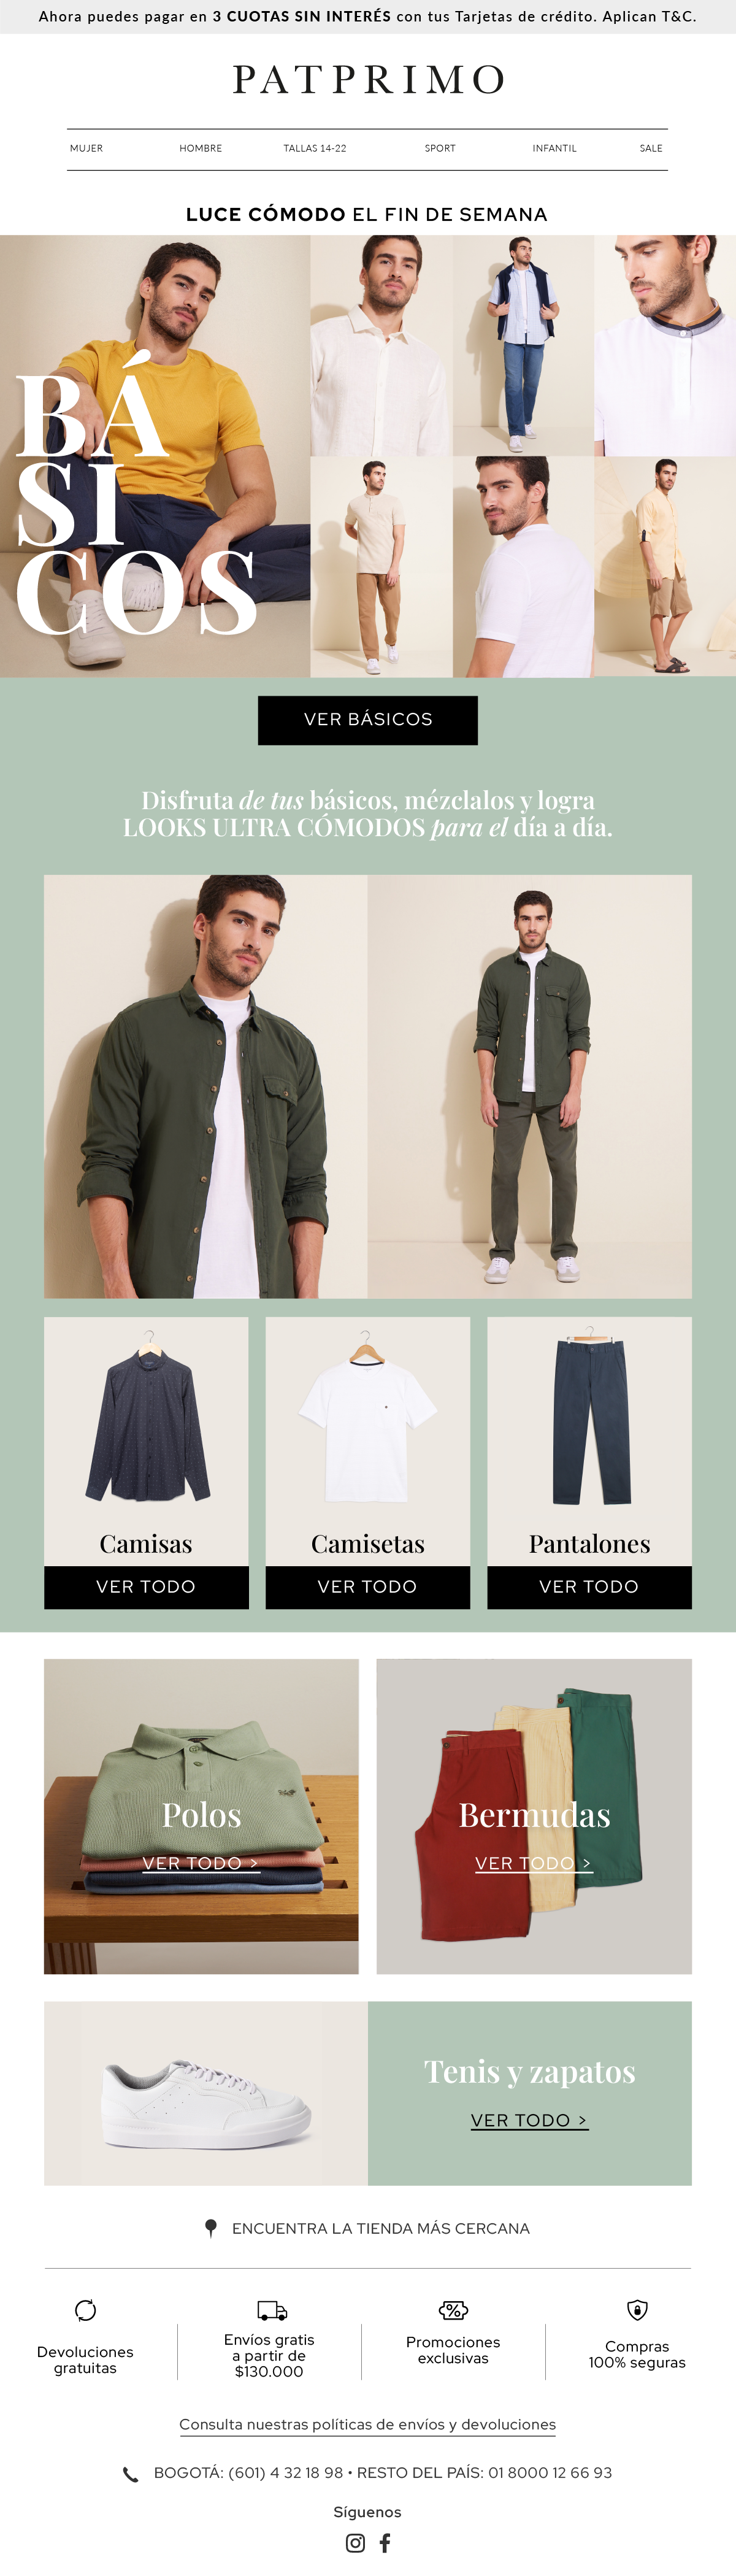 Ahora puedes pagar en 3 CUOTAS SIN INTERÉS con tus Tarjetas de crédito. Aplican T&C.
PATPRIMO
MUJER HOMBRE TALLAS 14-22 SPORT INFANTIL SALE
LUCE CÓMODO EL FIN DE SEMANA
BÁ
SI
COS
VER BÁSICOS
Disfruta de tus básicos, mézclalos y logra
LOOKS ULTRA CÓMODOS para el día a día.
Camisas
VER TODO
Camisetas
VER TODO
Pantalones
VER TODO
Polos
VER TODO >
Bermudas
VER TODO >
Tenis y zapatos
VER TODO >
ENCUENTRA LA TIENDA MÁS CERCANA
Devoluciones
gratuitas
Envíos gratis
a partir de
$130.000
Promociones
exclusivas
Compras
100% seguras
Consulta nuestras políticas de envíos y devoluciones
BOGOTÁ: (601) 4 32 18 98 • RESTO DEL PAÍS: 01 8000 12 66 93
Síguenos